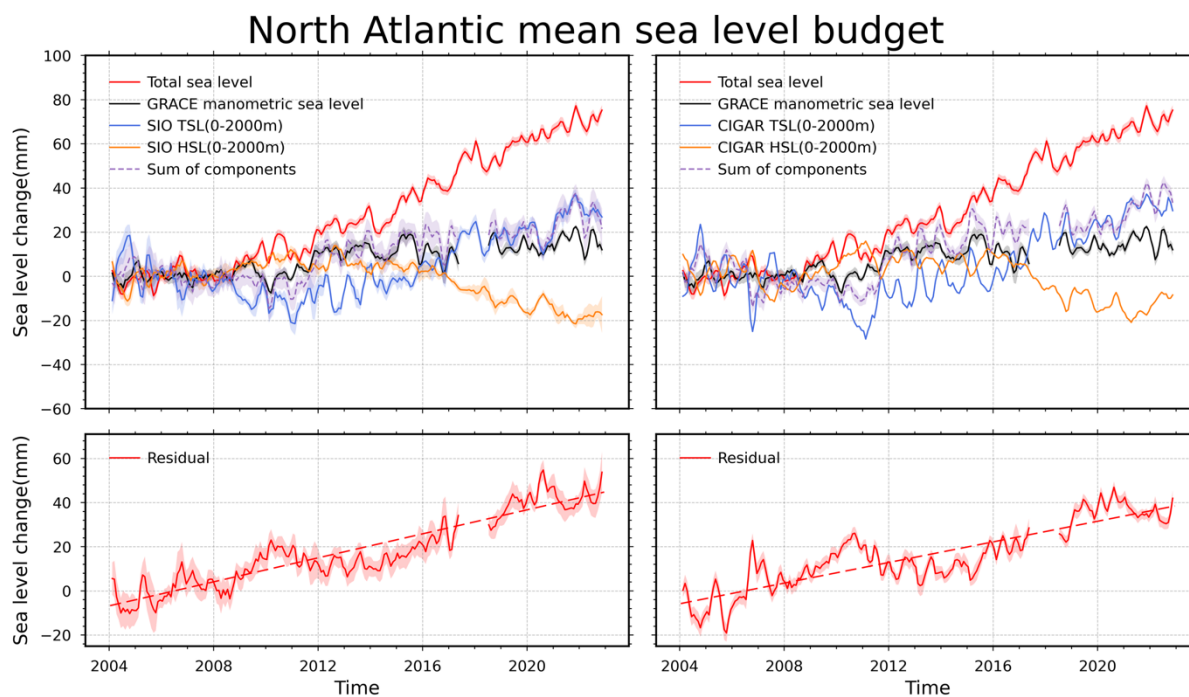 North Atlantic mean sea level budget
Sea level change(mm)
100
80
60
40
20
0
−20
−40
−60
Total sea level
GRACE manometric sea level
SIO TSL(0-2000m)
SIO HSL(0-2000m)
Sum of components
Total sea level
GRACE manometric sea level
CIGAR TSL(0-2000m)
CIGAR HSL(0-2000m)
Sum of components
Sea level change(mm)
60
40
20
0
−20
Residual
Residual
2004 2008 2012 2016 2020
2004 2008 2012 2016 2020
Time
Time